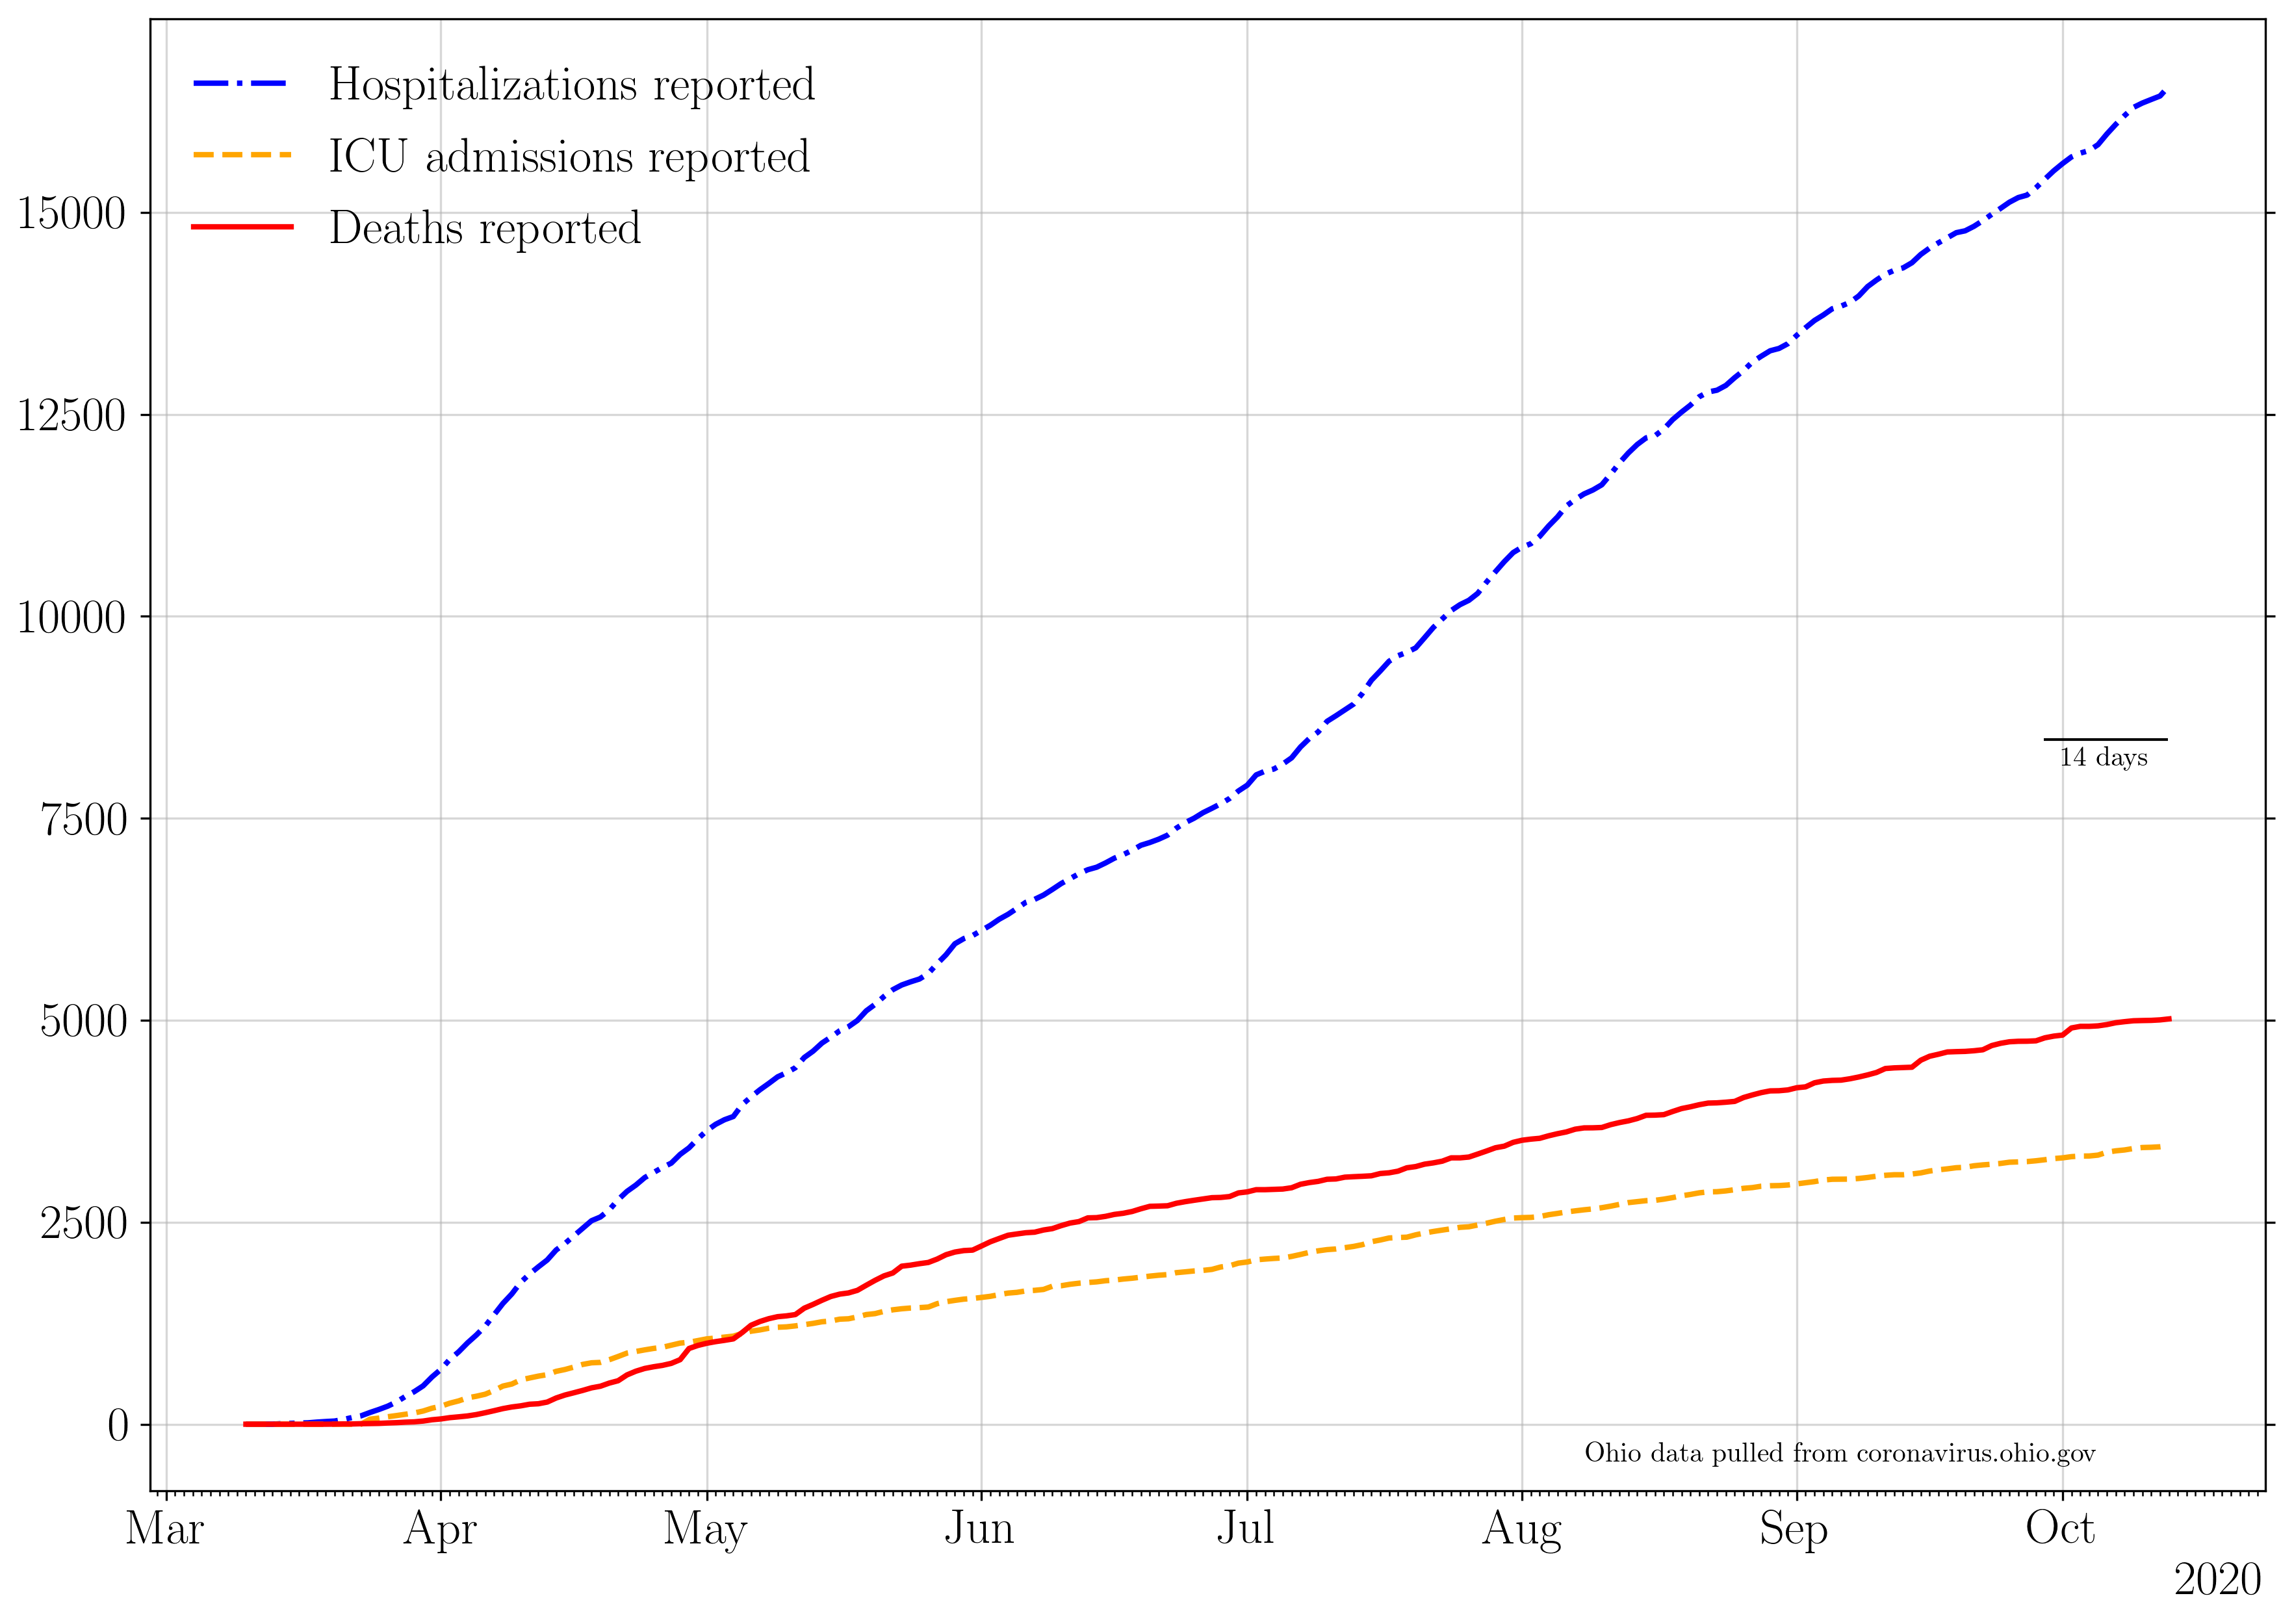 Hospitalizations reported
ICU admissions reported
Deaths reported
15000
12500
10000
7500
5000
2500
0
14 days
Ohio data pulled from coronavirus.ohio.gov
Mar Apr May Jun Jul Aug Sep Oct
2020